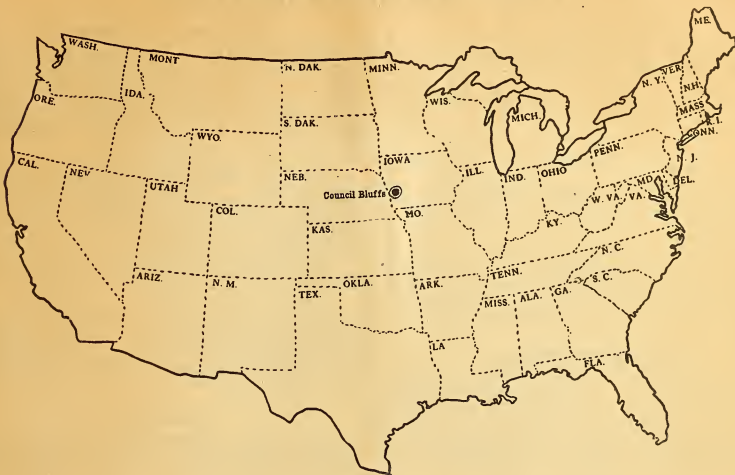 WASH.
MONT
N. DAK.
MINN.
ME.
VER.
N. Y.
N.H.
ORE.
IDA.
WIS.
MICH.
MASS
R.I.
CONN.
S. DAK.
WYO.
PENN.
N. J.
CAL.
NEV
UTAH
NEB.
IOWA
ILL.
IND.
OHIO
MD.
DEL.
Council Bluffs
W. VA.
VA.
COL.
MO.
KAS.
KY.
N. C.
ARIZ.
N. M.
OKLA.
TEX.
ARK.
TENN.
S. C.
MISS.
ALA.
GA.
LA
FLA.